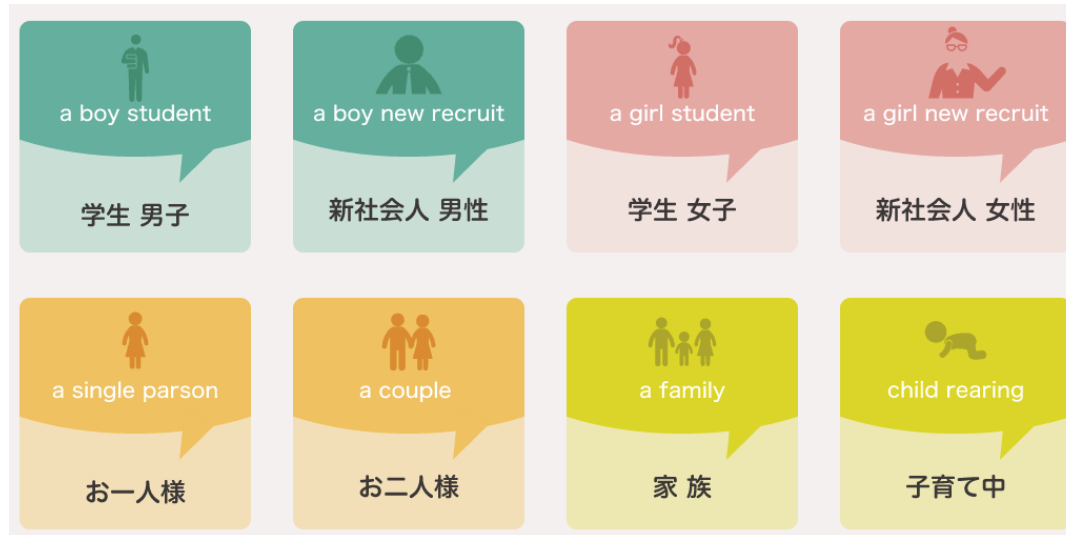 a boy student
学生 男子
a boy new recruit
新社会人 男性
a girl student
学生 女子
a girl new recruit
新社会人 女性
a single parson
お一人様
a couple
お二人様
a family
家 族
child rearing
子育て中